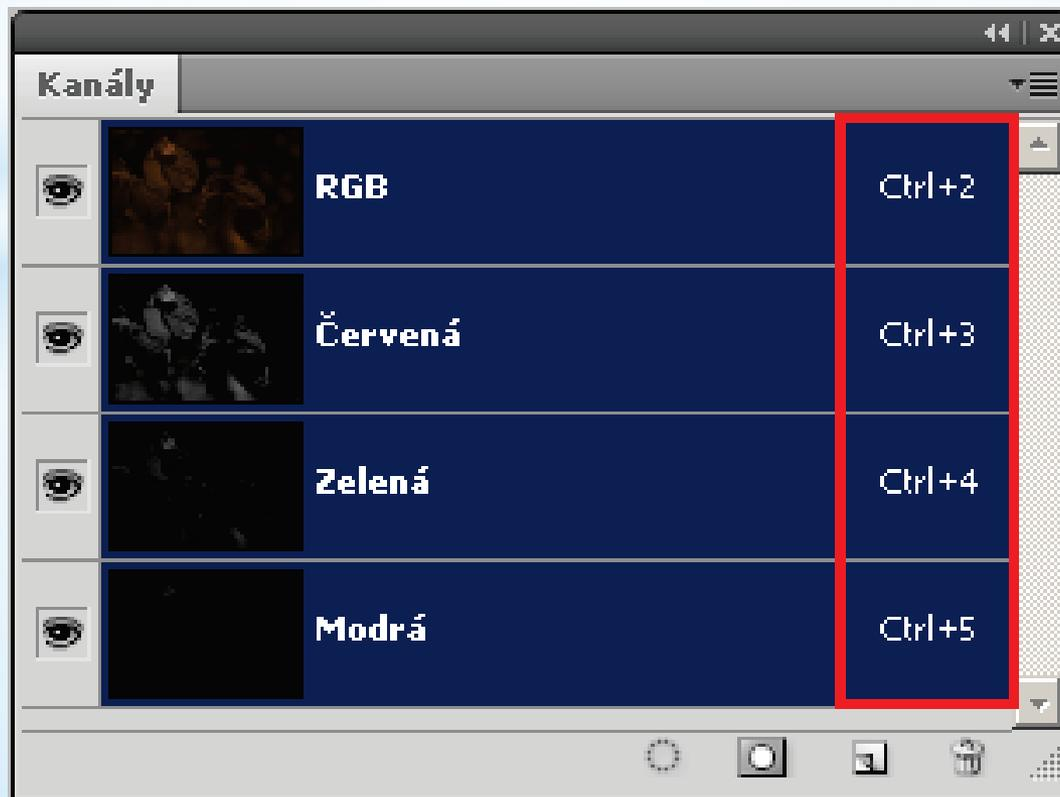 Kanály
RGB Ctrl+2
Červená Ctrl+3
Zelená Ctrl+4
Modrá Ctrl+5